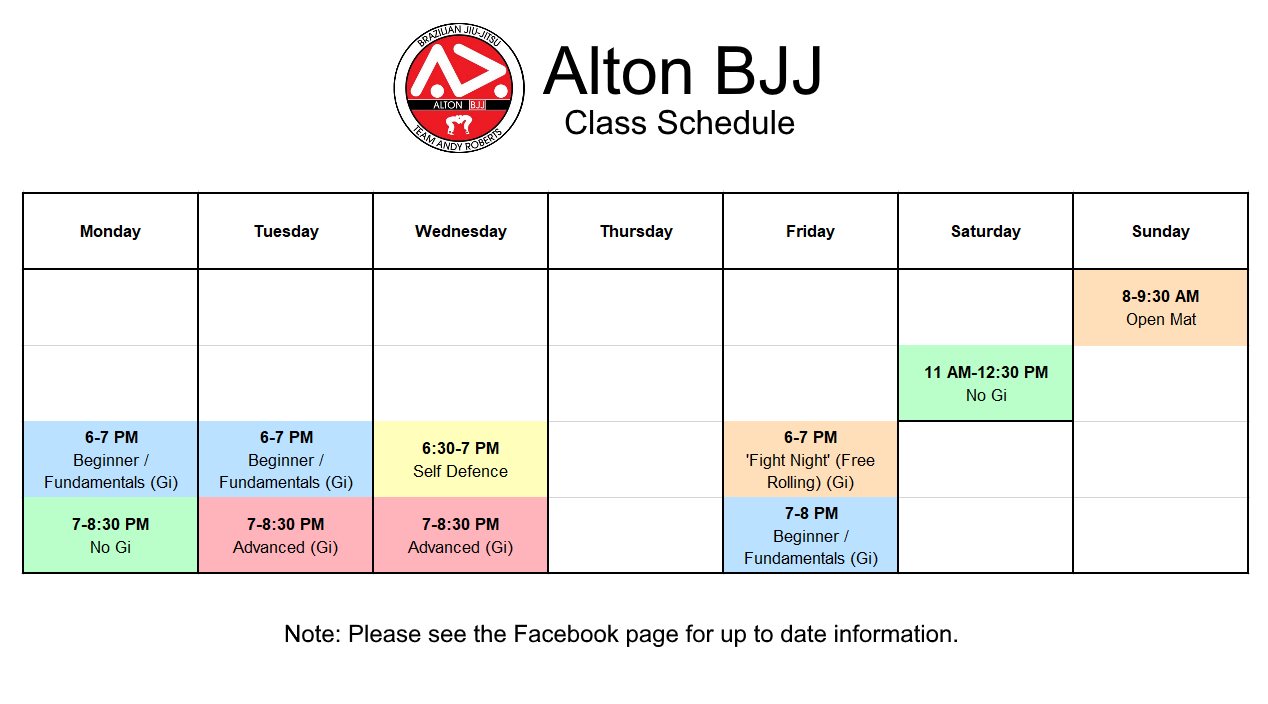 BRAZILIAN JIU-JITSU
ALTON BJJ
TEAM ANDY ROBERTS
Alton BJJ
Class Schedule
Monday Tuesday Wednesday Thursday Friday Saturday Sunday
8-9:30 AM
Open Mat
11 AM-12:30 PM
No Gi
6-7 PM
Beginner /
Fundamentals (Gi)
6-7 PM
Beginner /
Fundamentals (Gi)
6:30-7 PM
Self Defence
6-7 PM
'Fight Night' (Free
Rolling) (Gi)
7-8:30 PM
No Gi
7-8:30 PM
Advanced (Gi)
7-8:30 PM
Advanced (Gi)
7-8 PM
Beginner /
Fundamentals (Gi)
Note: Please see the Facebook page for up to date information.